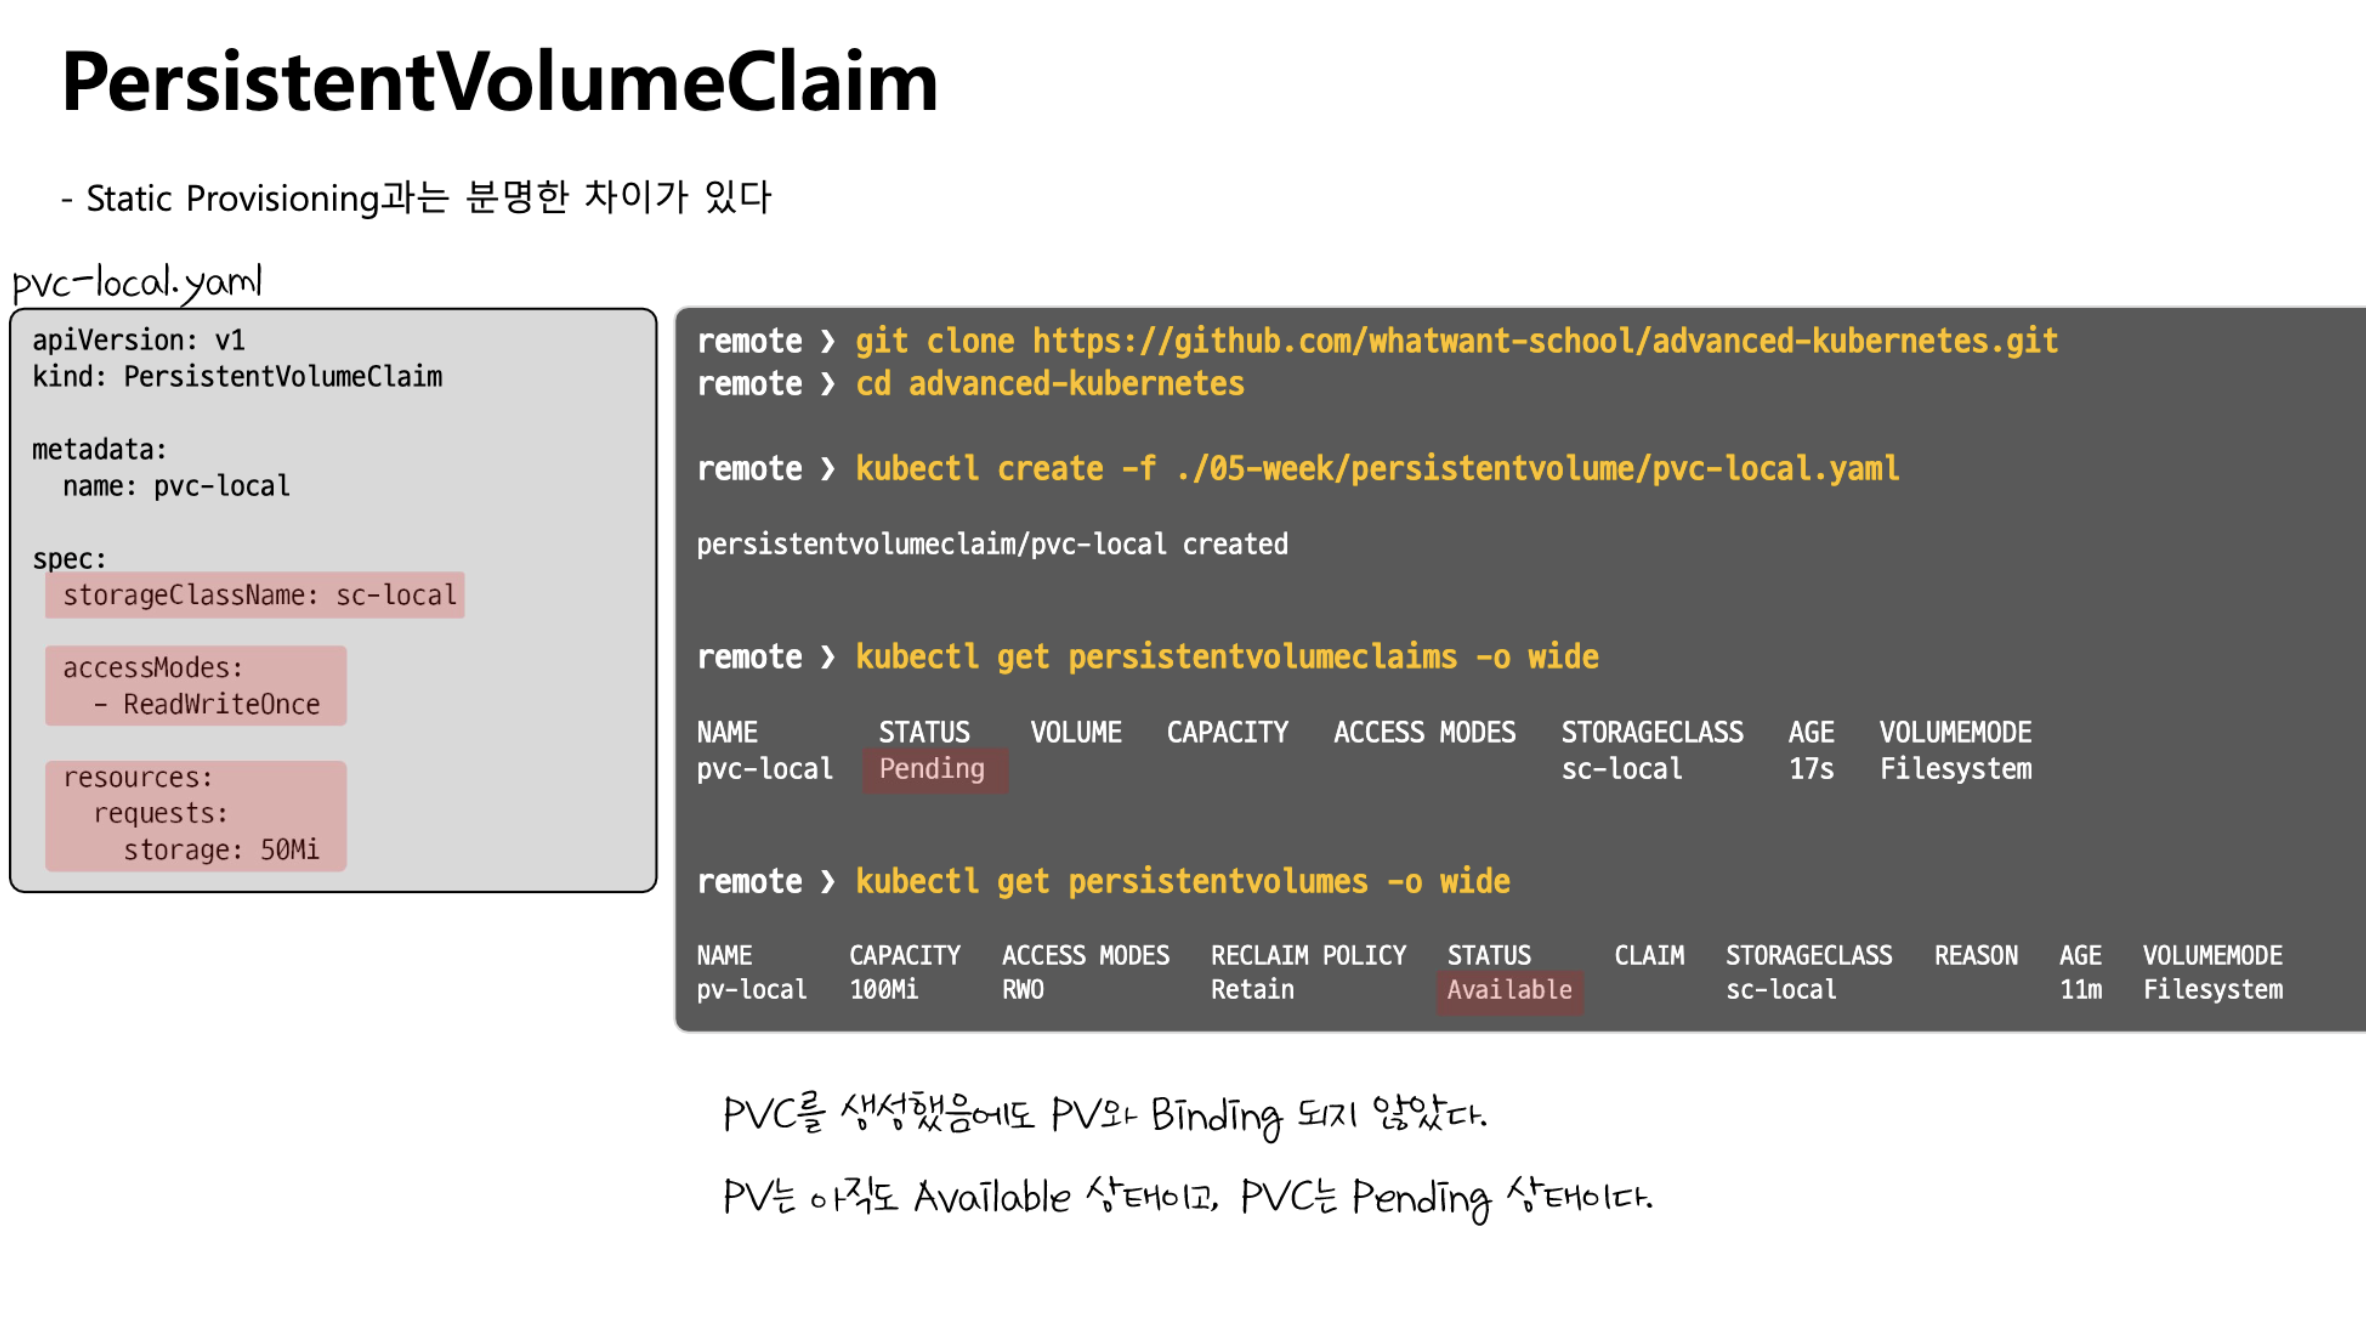 PersistentVolumeClaim
- Static Provisioning과는 분명한 차이가 있다
pvc-local.yaml
apiVersion: v1
kind: PersistentVolumeClaim
metadata:
  name: pvc-local
spec:
  storageClassName: sc-local
  accessModes:
    - ReadWriteOnce
  resources:
    requests:
      storage: 50Mi
remote ❯ git clone https://github.com/whatwant-school/advanced-kubernetes.git
remote ❯ cd advanced-kubernetes
remote ❯ kubectl create -f ./05-week/persistentvolume/pvc-local.yaml
persistentvolumeclaim/pvc-local created
remote ❯ kubectl get persistentvolumeclaims -o wide
NAME STATUS VOLUME CAPACITY ACCESS MODES STORAGECLASS AGE VOLUMEMODE
pvc-local Pending sc-local 17s Filesystem
remote ❯ kubectl get persistentvolumes -o wide
NAME CAPACITY ACCESS MODES RECLAIM POLICY STATUS CLAIM STORAGECLASS REASON AGE VOLUMEMODE
pv-local 100Mi RWO Retain Available sc-local 11m Filesystem
PVC를 생성했음에도 PV와 Binding 되지 않았다.
PV는 아직도 Available 상태이고, PVC는 Pending 상태이다.